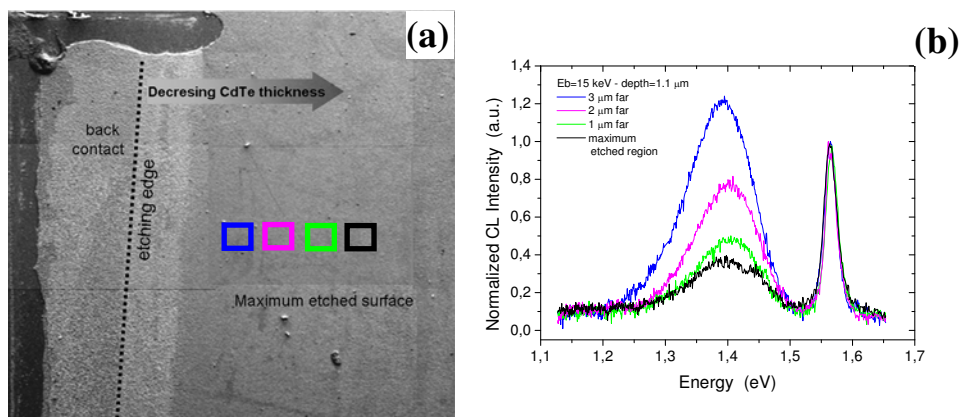 (a)
Decresing CdTe thickness
back
contact
etching edge
Maximum etched surface
(b)
Normalized CL Intensity (a.u.)
1,4
1,2
1,0
0,8
0,6
0,4
0,2
0,0
Eb=15 keV - depth=1.1 μm
3 μm far
2 μm far
1 μm far
maximum
etched region
1,1 1,2 1,3 1,4 1,5 1,6 1,7
Energy (eV)